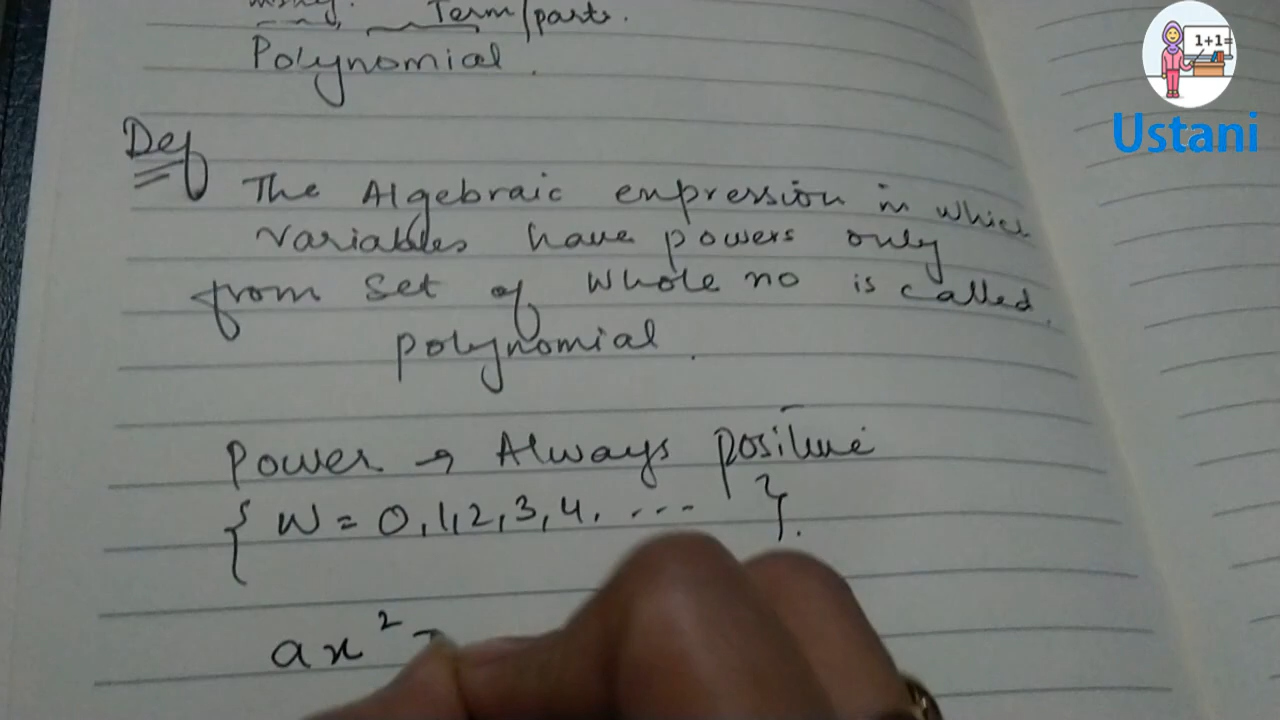 Term/parts.
Polynomial.
1+1=
Ustani
Def
The Algebraic expression in which
variables have powers only
from set of whole no is called.
polynomial.
Power → Always positive
{ W = 0,1,2,3,4, ... }.
ax²